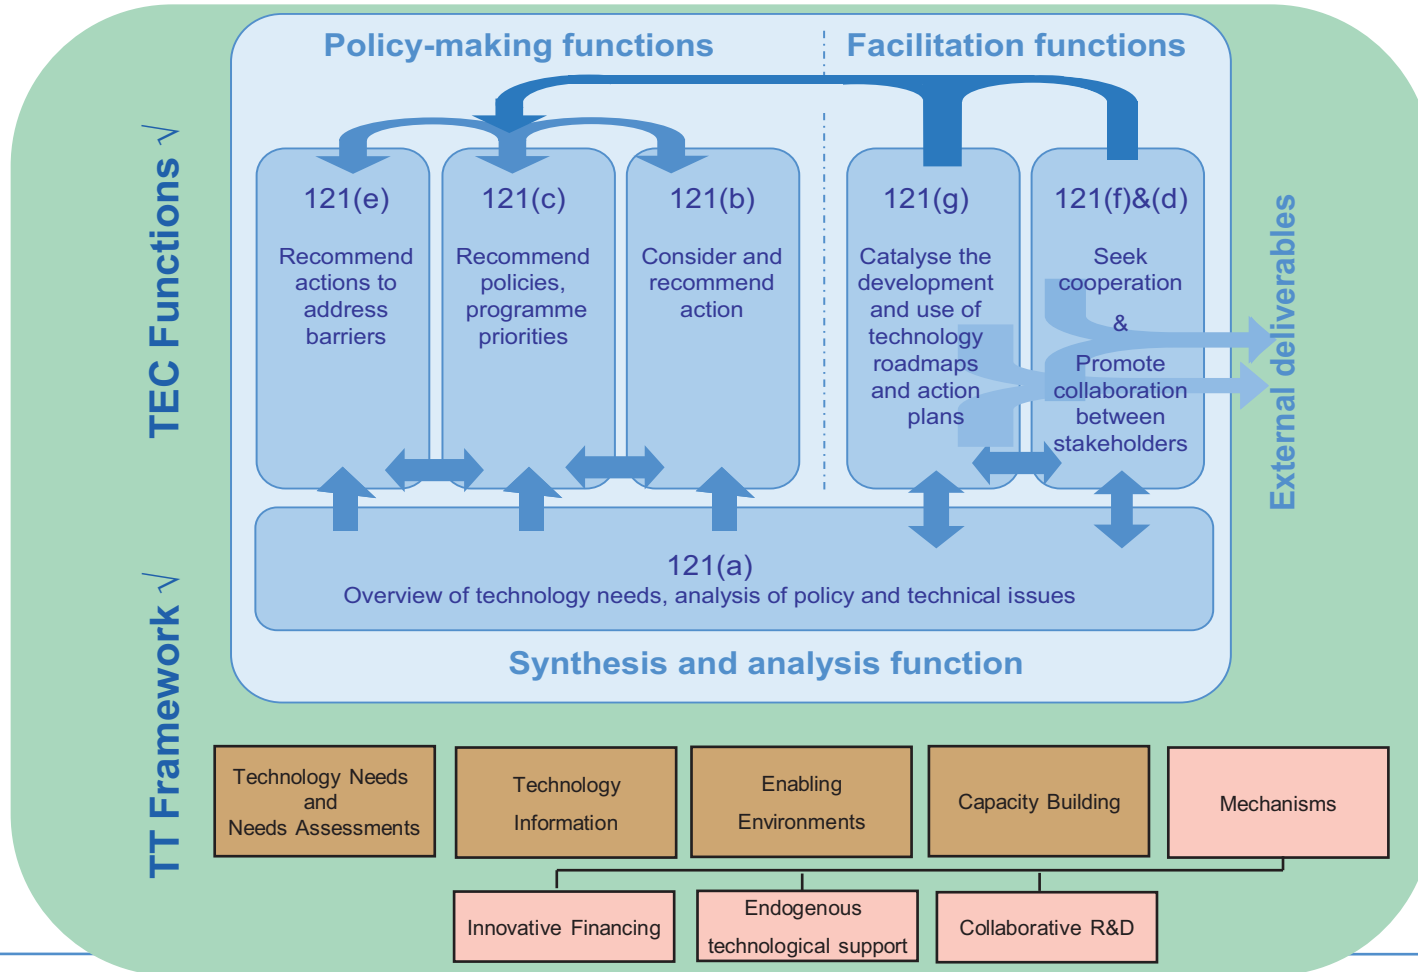 Policy-making functions
Facilitation functions
TEC Functions √
121(e)
Recommend
actions to
address
barriers
121(c)
Recommend
policies,
programme
priorities
121(b)
Consider and
recommend
action
121(g)
Catalyse the
development
and use of
technology
roadmaps
and action
plans
121(f)&(d)
Seek
cooperation
&
Promote
collaboration
between
stakeholders
External deliverables
121(a)
Overview of technology needs, analysis of policy and technical issues
Synthesis and analysis function
TT Framework √
Technology Needs
and
Needs Assessments
Technology
Information
Enabling
Environments
Capacity Building
Mechanisms
Innovative Financing
Endogenous
technological support
Collaborative R&D